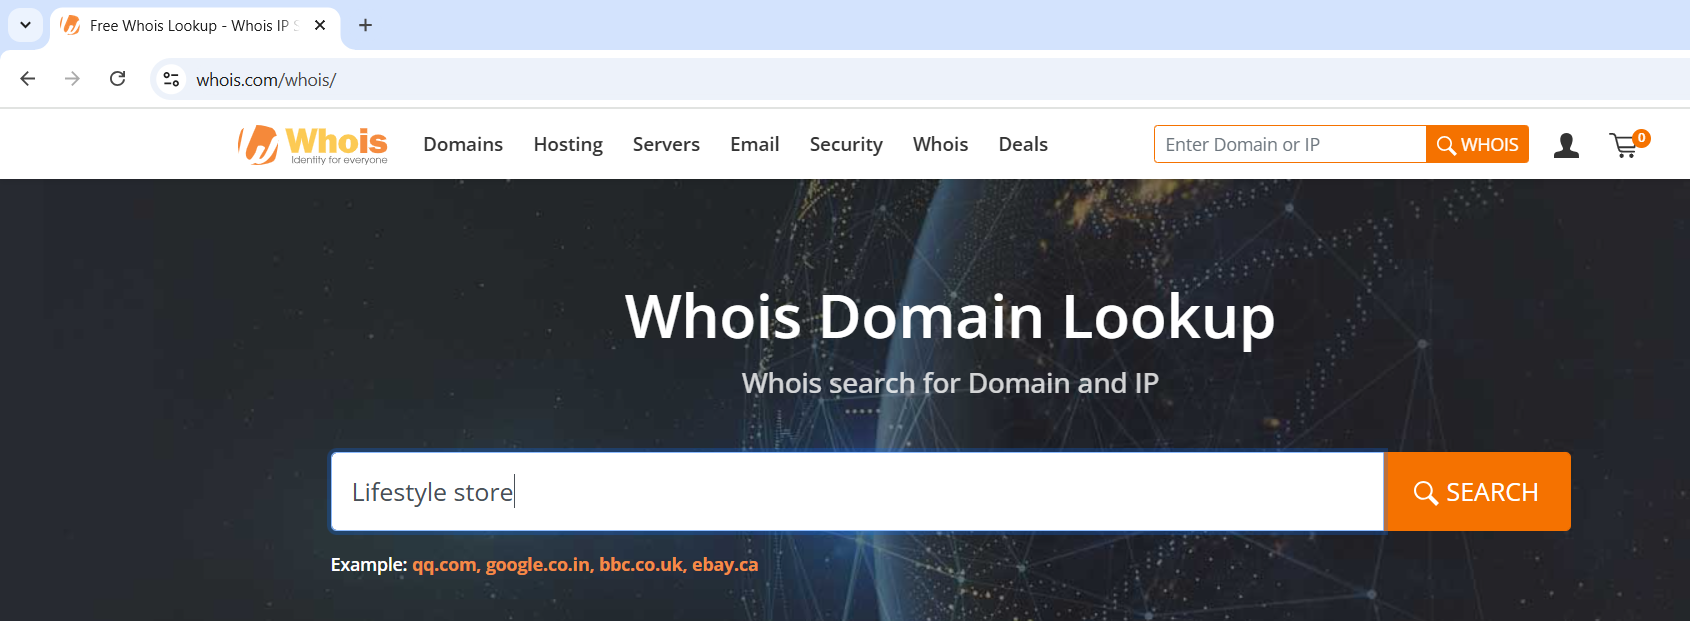 Free Whois Lookup - Whois IP S
whois.com/whois/
Whois
Identity for everyone
Domains Hosting Servers Email Security Whois Deals
Enter Domain or IP WHOIS 0
Whois Domain Lookup
Whois search for Domain and IP
Lifestyle store SEARCH
Example: qq.com, google.co.in, bbc.co.uk, ebay.ca